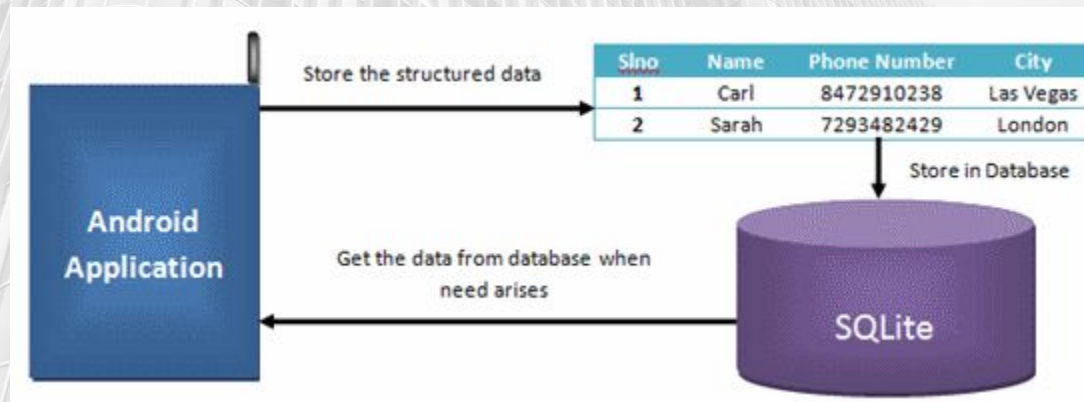 Store the structured data
Slno Name Phone Number City
1 Carl 8472910238 Las Vegas
2 Sarah 7293482429 London
Store in Database
Android
Application
Get the data from database when
need arises
SQLite